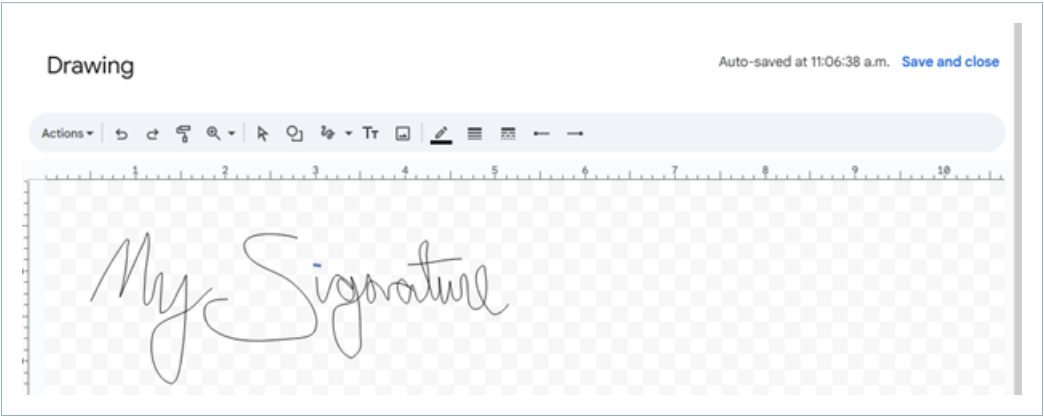 Drawing
Auto-saved at 11:06:38 a.m. Save and close
Actions
Tт
1 2 3 4 5 6 7 8 9 10
My Signature